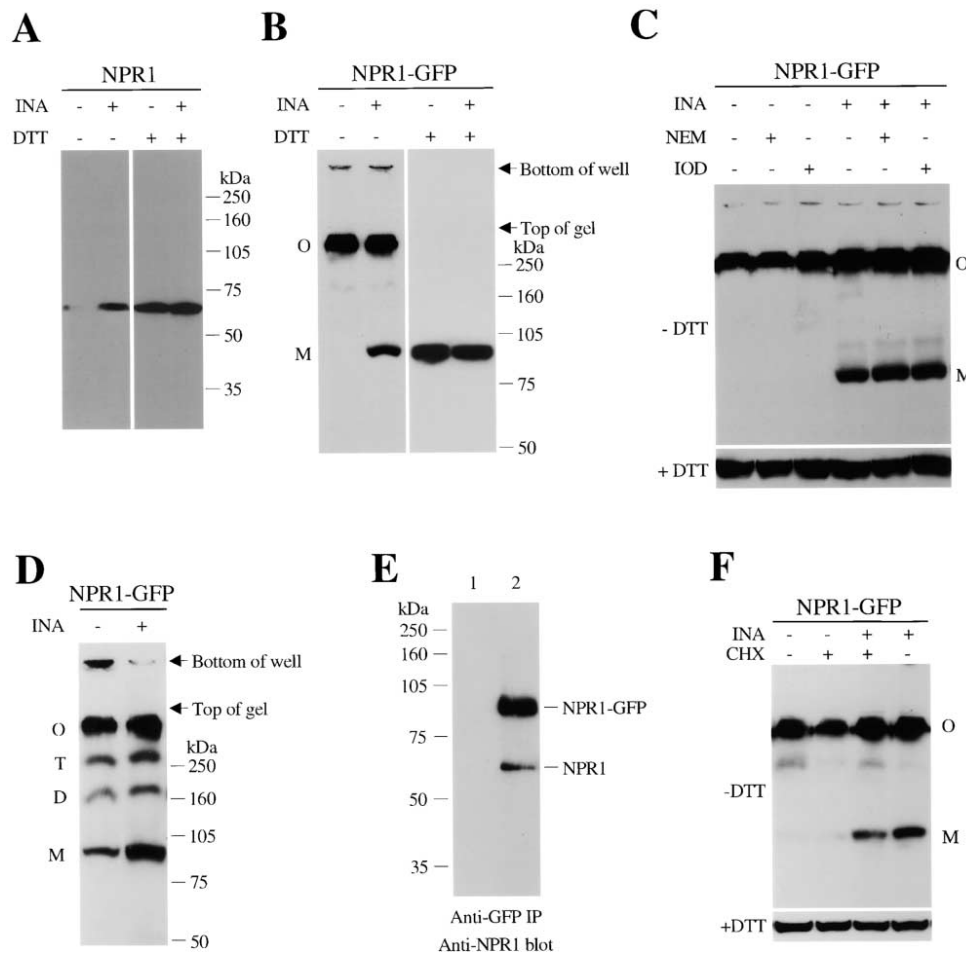 A
NPR1
INA - + - +
DTT - - + +
kDa
250
160
105
75
50
35
B
NPR1-GFP
INA - + - +
DTT - - + +
Bottom of well
Top of gel
O
kDa
250
160
105
M
75
50
C
NPR1-GFP
INA - - - + + +
NEM - + - - + -
IOD - - + - - +
O
- DTT
M
+ DTT
D
NPR1-GFP
INA - +
Bottom of well
Top of gel
O
kDa
T
250
D
160
105
M
75
50
E
1 2
kDa
250
160
105
NPR1-GFP
75
NPR1
50
35
Anti-GFP IP
Anti-NPR1 blot
F
NPR1-GFP
INA - - + +
CHX - + + -
O
-DTT
M
+DTT